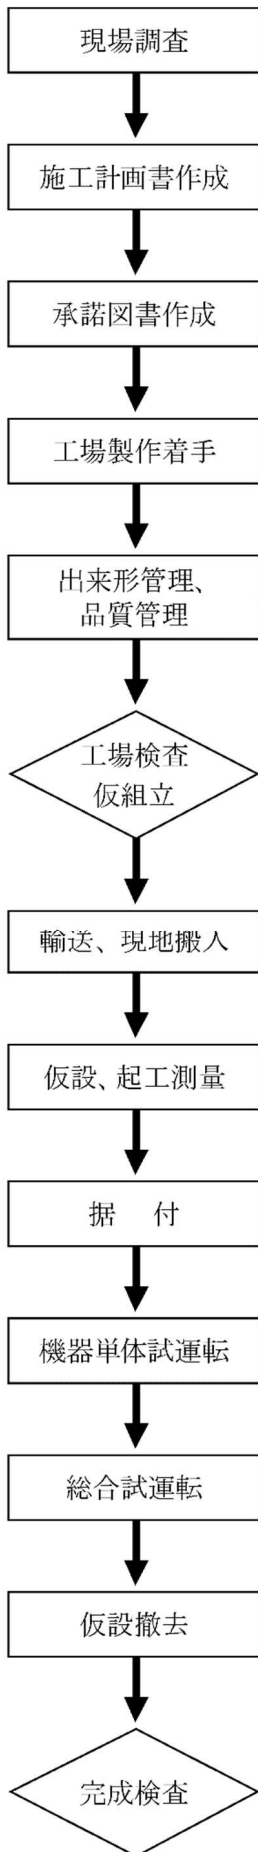 現場調査
施工計画書作成
承諾図書作成
工場製作着手
出来形管理、
品質管理
工場検査
仮組立
輸送、現地搬人
仮設、起工測量
据　付
機器単体試運転
総合試運転
仮設撤去
完成検査